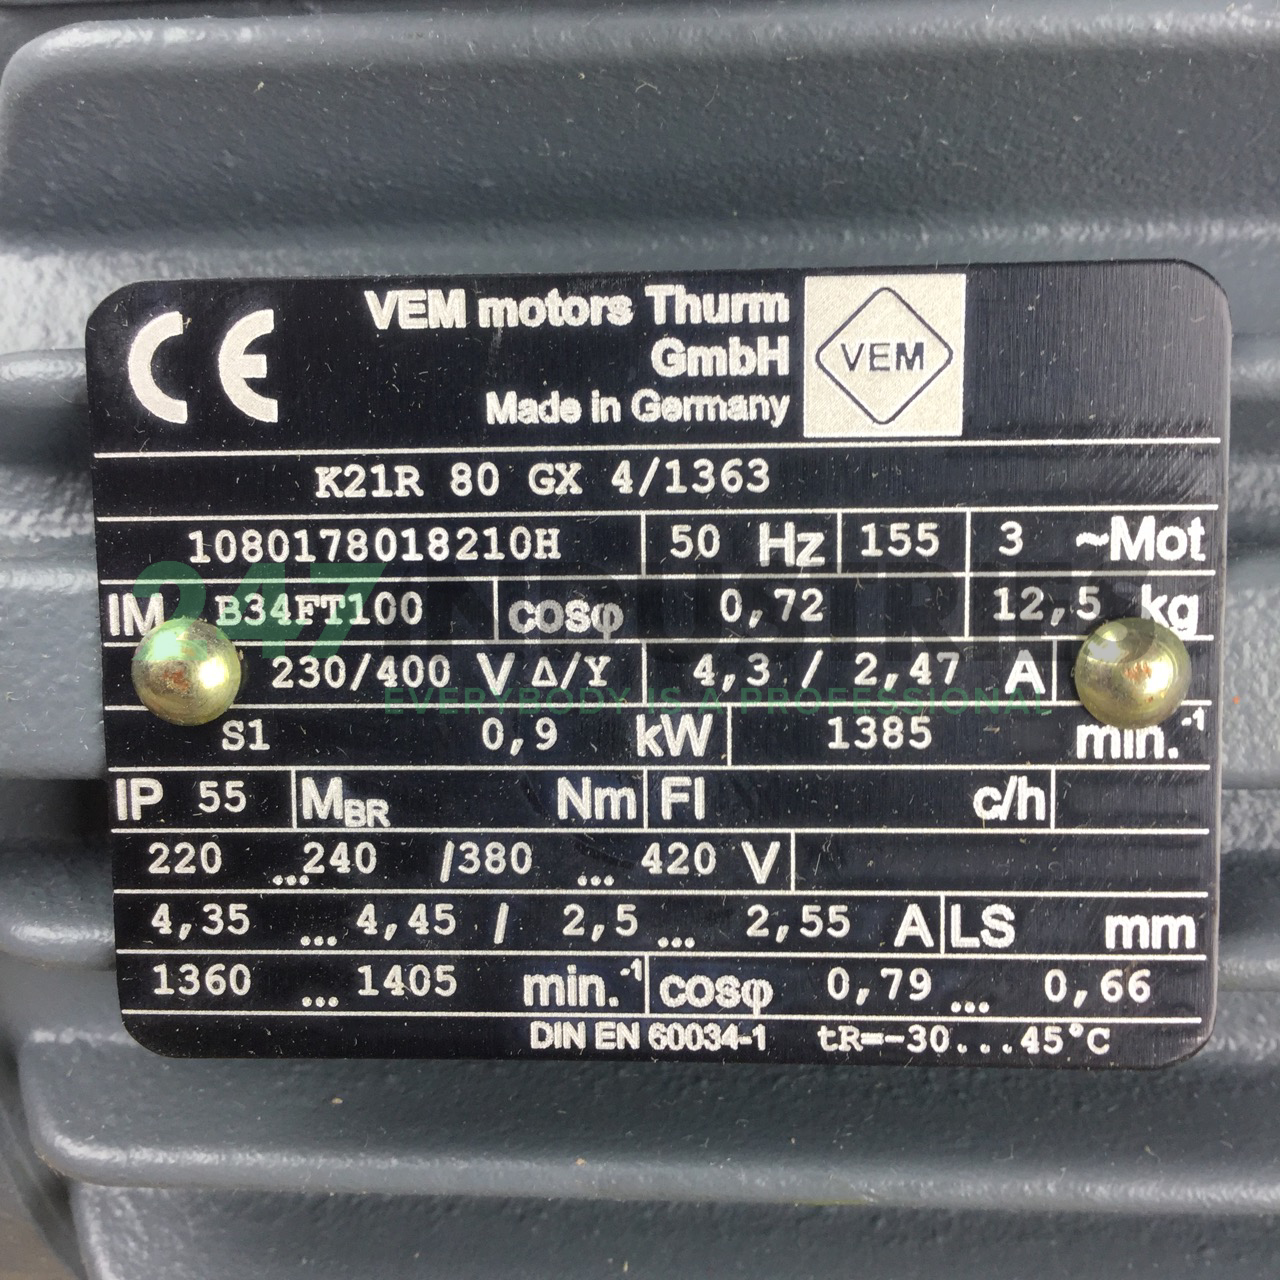 CE VEM motors Thurm
GmbH
Made in Germany
VEM
K21R 80 GX 4/1363
1080178018210H 50 Hz 155 3 ~Mot
IM B34FT100 cosφ 0,72 12,5 kg
230/400 V Δ/Y 4,3 / 2,47 A
S1 0,9 kW 1385 min.-1
IP 55 MBR Nm FI c/h
220 ...240 /380 ... 420 V
4,35 ... 4,45 / 2,5 ... 2,55 A LS mm
1360 ... 1405 min.-1 cosφ 0,79 ... 0,66
DIN EN 60034-1 tR=-30...45°C
247 INDUSTRIES
EVERYBODY IS A PROFESSIONAL